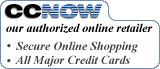 CCNOW
our authorized online retailer
• Secure Online Shopping
• All Major Credit Cards